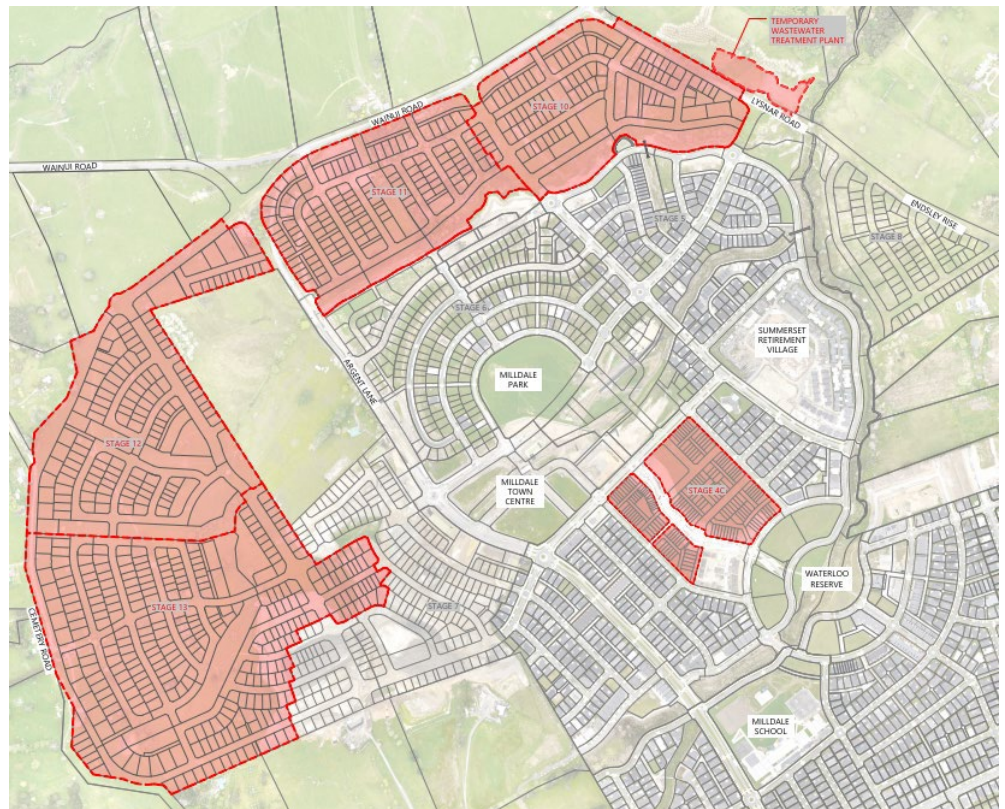 TEMPORARY
WASTEWATER
TREATMENT PLANT
LYSNAR ROAD
WAINUI ROAD
STAGE 10
WAINUI ROAD
STAGE 11
ENDSLEY RISE
STAGE 5
STAGE 8
STAGE 6
SUMMERSET
RETIREMENT
VILLAGE
ARGENT LANE
MILLDALE
PARK
STAGE 12
MILLDALE
TOWN
CENTRE
STAGE 4C
WATERLOO
RESERVE
STAGE 13
STAGE 7
CEMETERY ROAD
MILLDALE
SCHOOL